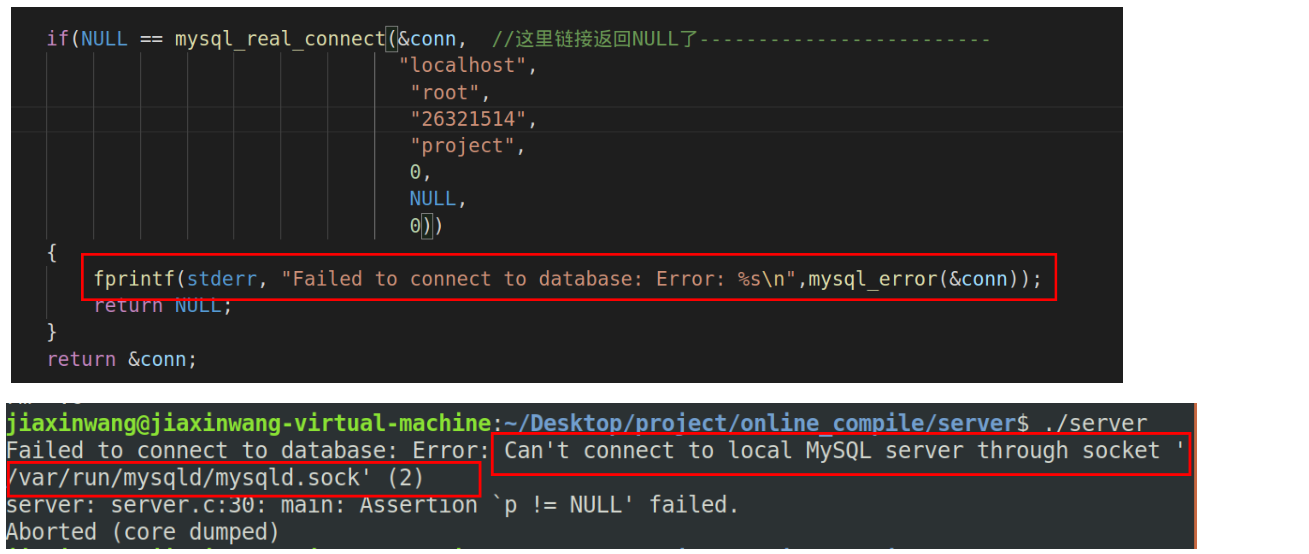 if(NULL == mysql_real_connect(&conn, //这里链接返回NULL了-------------------------
"localhost",
"root",
"26321514",
"project",
0,
NULL,
0))
{
fprintf(stderr, "Failed to connect to database: Error: %s\n",mysql_error(&conn));
return NULL;
}
return &conn;
jiaxinwang@jiaxinwang-virtual-machine:~/Desktop/project/online_compile/server$ ./server
Failed to connect to database: Error: Can't connect to local MySQL server through socket '
/var/run/mysqld/mysqld.sock' (2)
server: server.c:30: main: Assertion `p != NULL' failed.
Aborted (core dumped)